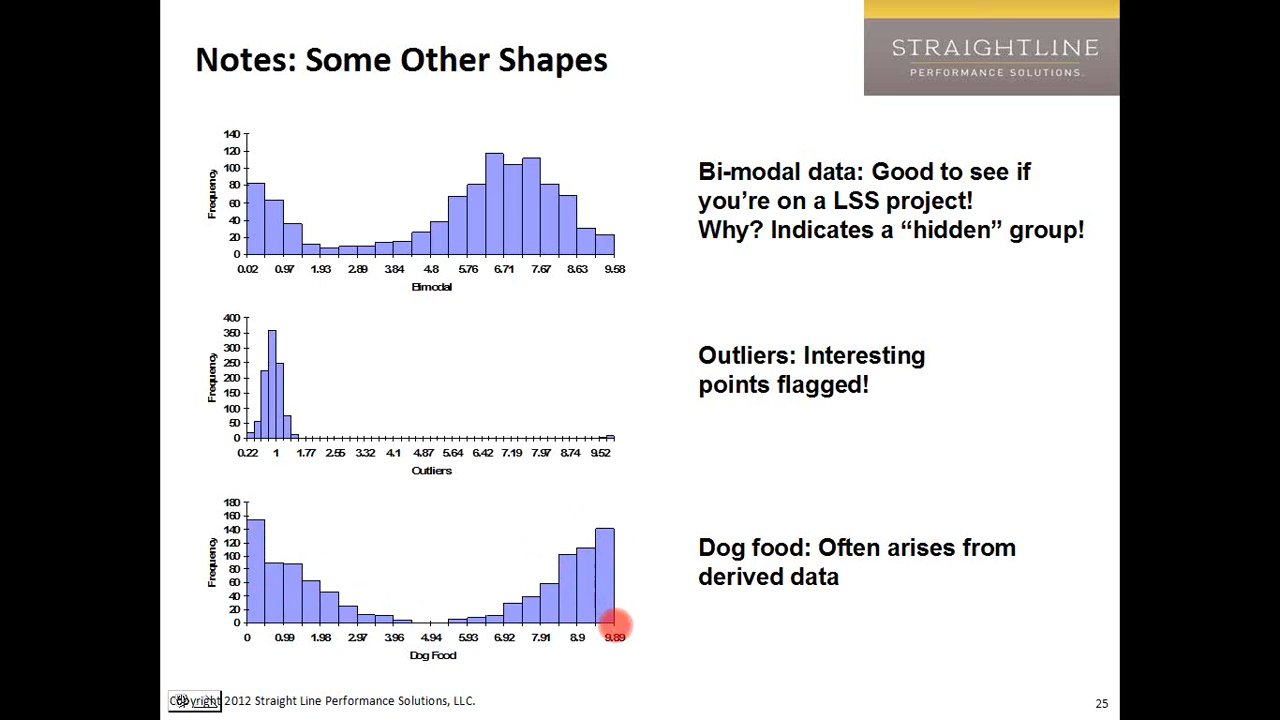 Notes: Some Other Shapes
STRAIGHTLINE
PERFORMANCE SOLUTIONS.
140
120
100
80
60
40
20
0
Frequency
0.02 0.97 1.93 2.89 3.84 4.8 5.76 6.71 7.67 8.63 9.58
Bimodal
Bi-modal data: Good to see if
you’re on a LSS project!
Why? Indicates a “hidden” group!
400
350
300
250
200
150
100
50
0
Frequency
0.22 1 1.77 2.55 3.32 4.1 4.87 5.64 6.42 7.19 7.97 8.74 9.52
Outliers
Outliers: Interesting
points flagged!
180
160
140
120
100
80
60
40
20
0
Frequency
0 0.99 1.98 2.97 3.96 4.94 5.93 6.92 7.91 8.9 9.89
Dog Food
Dog food: Often arises from
derived data
Copyright 2012 Straight Line Performance Solutions, LLC.
25